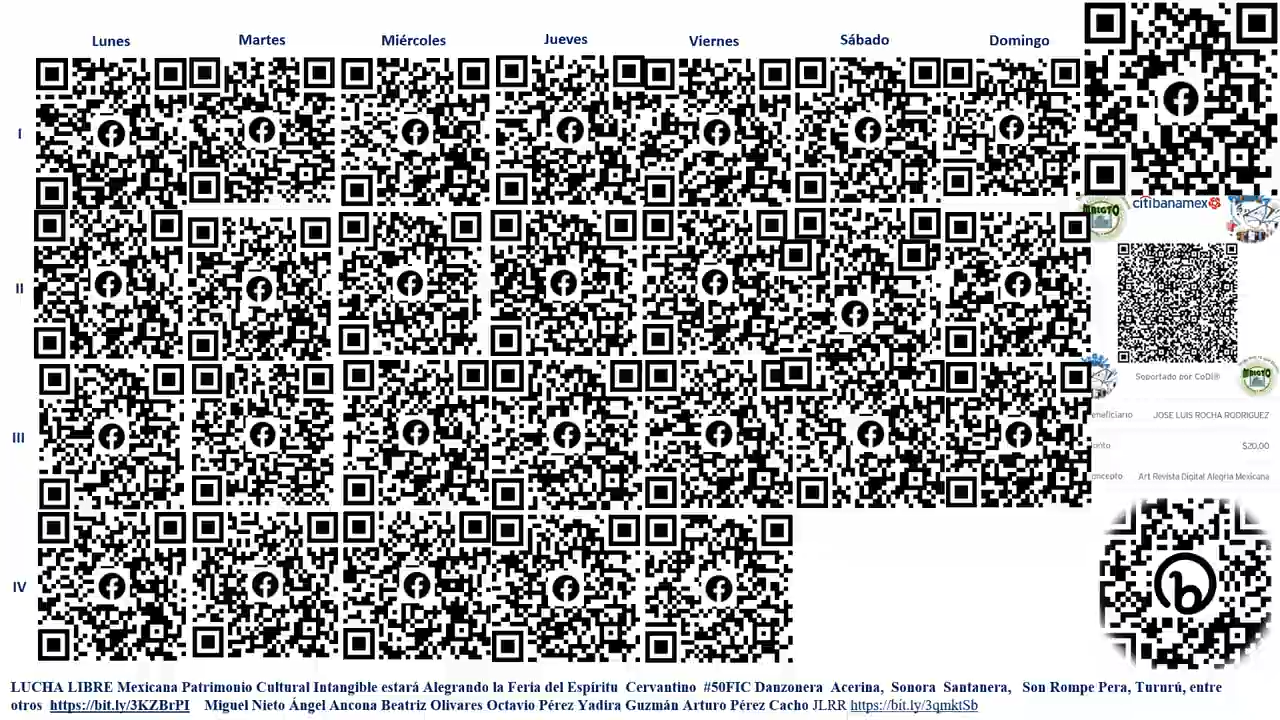 Lunes Martes Miércoles Jueves Viernes Sábado Domingo
I
citibanamex
II
Soportado por CoDi®
eneficiario JOSE LUIS ROCHA RODRIGUEZ
III
onto $20.00
oncepto Art Revista Digital Alegria Mexicana
IV
LUCHA LIBRE Mexicana Patrimonio Cultural Intangible estará Alegrando la Feria del Espíritu Cervantino #50FIC Danzonera Acerina, Sonora Santanera, Son Rompe Pera, Tururú, entre
otros https://bit.ly/3KZBrPI Miguel Nieto Ángel Ancona Beatriz Olivares Octavio Pérez Yadira Guzmán Arturo Pérez Cacho JLRR https://bit.ly/3qmktSb